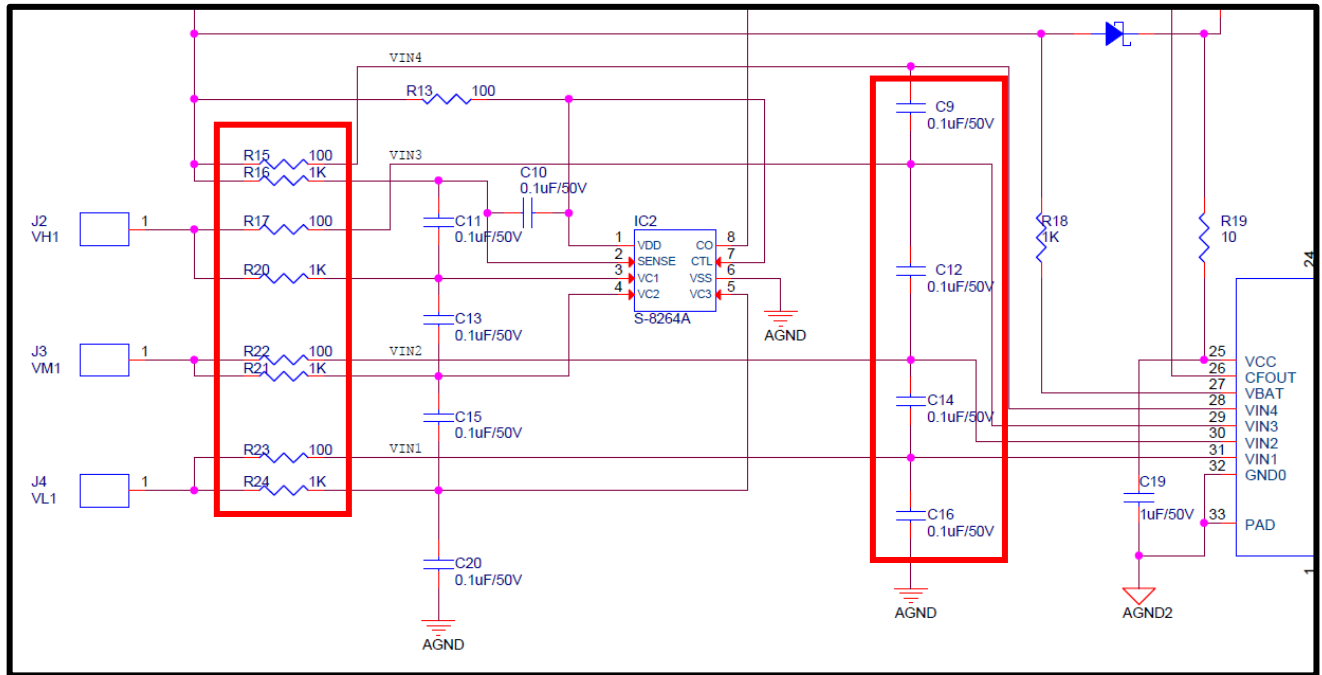 VIN4
R13 100
C9
0.1uF/50V
R15 100
VIN3
R16 1K
C10
0.1uF/50V
J2
VH1
1
R17 100
C11
0.1uF/50V
R18
1K
R19
10
IC2
1 VDD CO 8
2 SENSE CTL 7
3 VC1 VSS 6
4 VC2 VC3 5
S-8264A
R20 1K
C12
0.1uF/50V
24
C13
0.1uF/50V
AGND
J3
VM1
1
R22 100
VIN2
R21 1K
25 VCC
26 CFOUT
27 VBAT
28 VIN4
29 VIN3
30 VIN2
31 VIN1
32 GND0
33 PAD
C14
0.1uF/50V
C15
0.1uF/50V
R23 100
VIN1
J4
VL1
1
R24 1K
C19
1uF/50V
C16
0.1uF/50V
C20
0.1uF/50V
1
AGND
AGND2
AGND